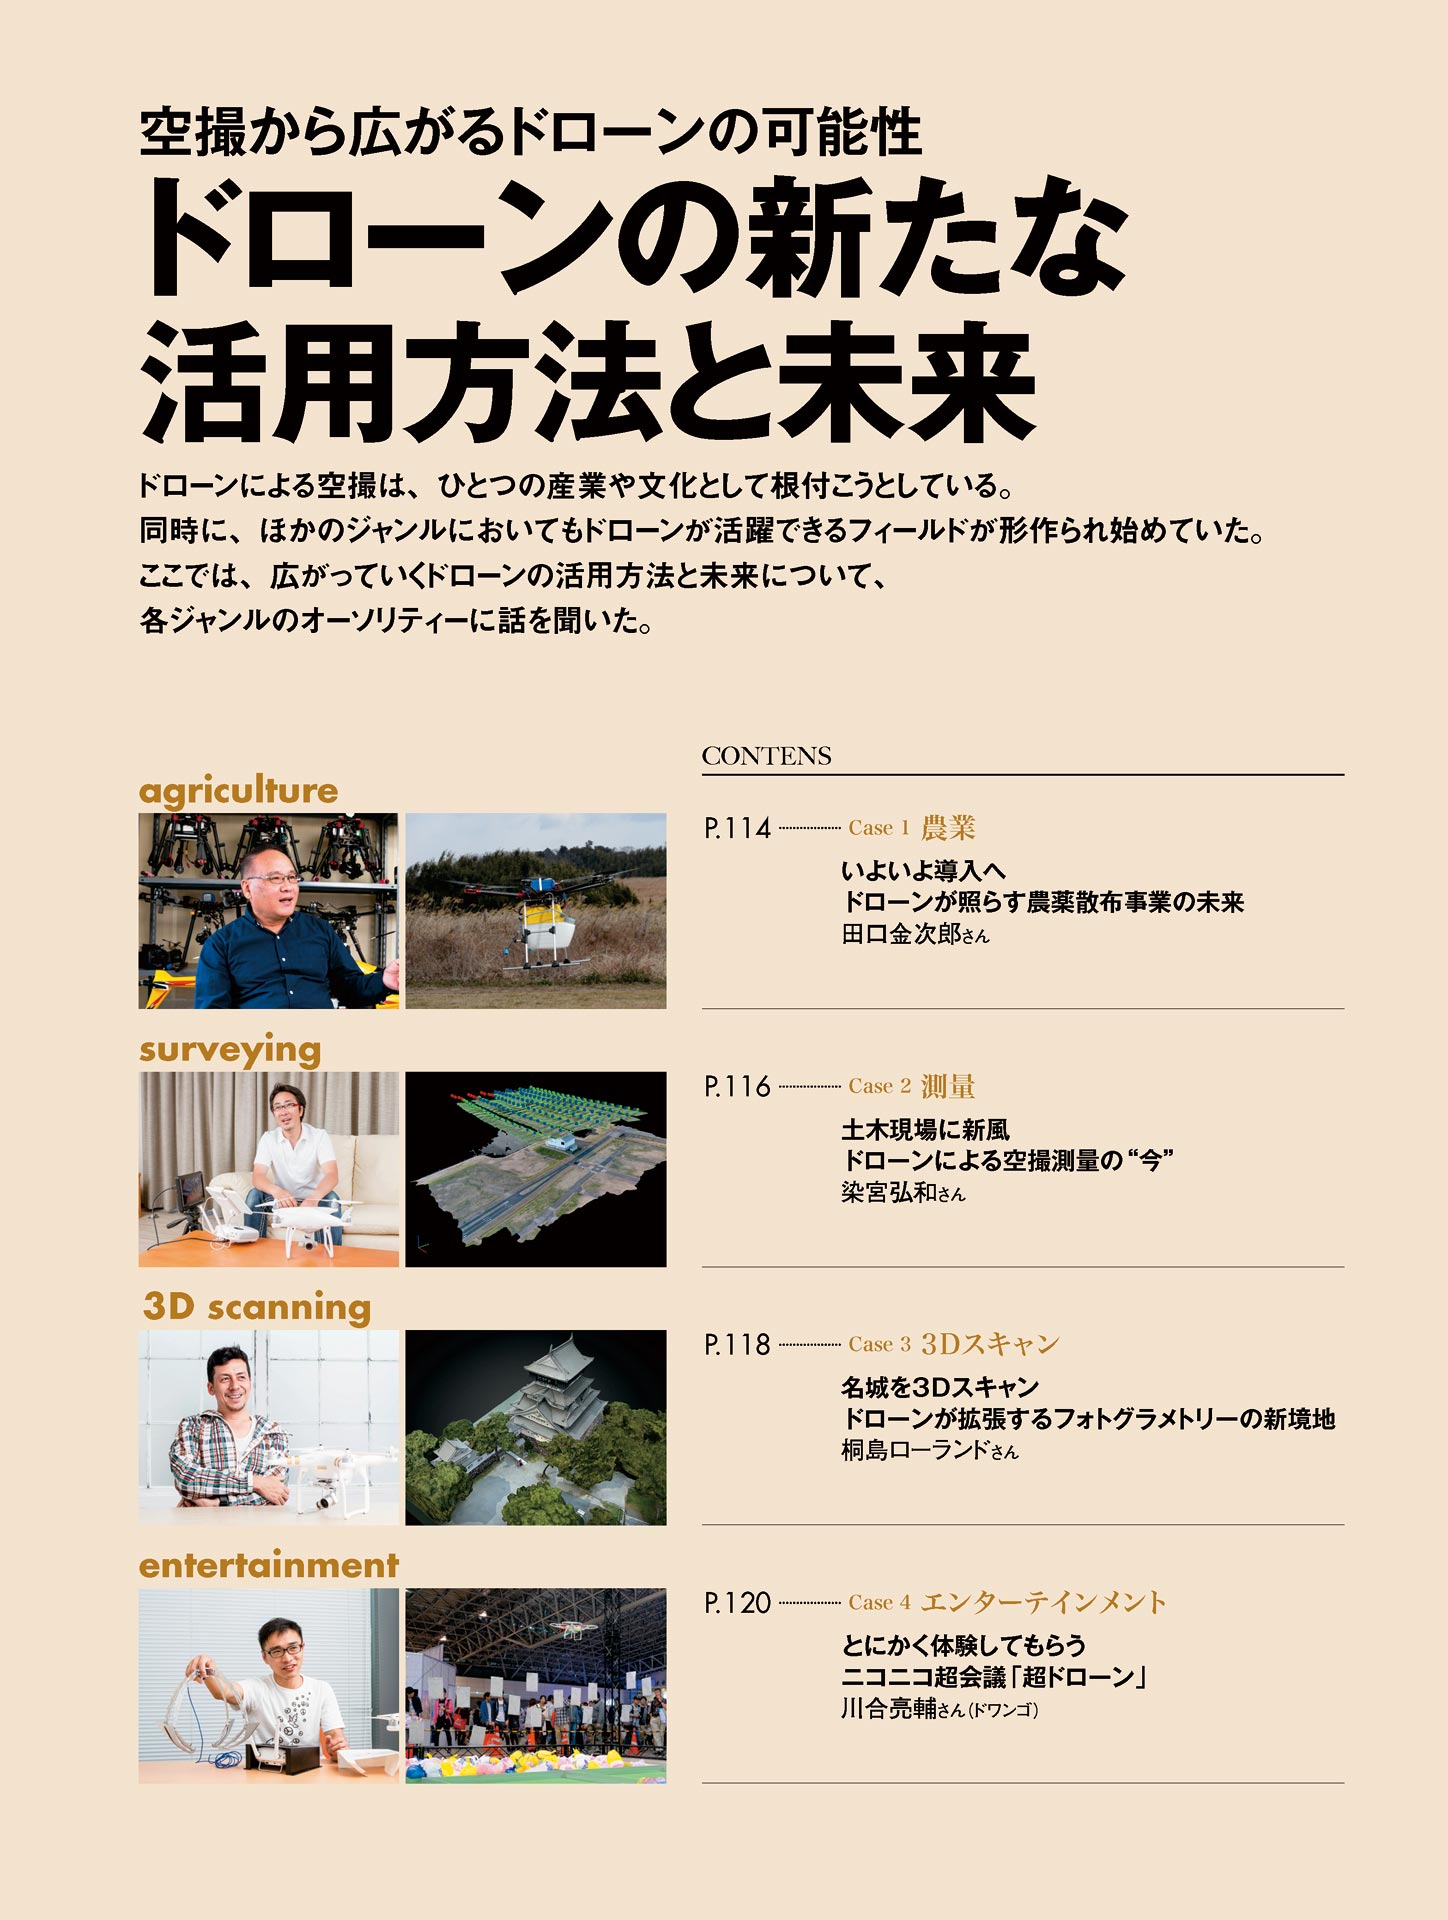 空撮から広がるドローンの可能性
ドローンの新たな
活用方法と未来
ドローンによる空撮は、ひとつの産業や文化として根付こうとしている。
同時に、ほかのジャンルにおいてもドローンが活躍できるフィールドが形作られ始めていた。
ここでは、広がっていくドローンの活用方法と未来について、
各ジャンルのオーソリティーに話を聞いた。
CONTENS
agriculture
P.114 Case 1 農業
いよいよ導入へ
ドローンが照らす農薬散布事業の未来
田口金次郎さん
surveying
P.116 Case 2 測量
土木現場に新風
ドローンによる空撮測量の“今”
染宮弘和さん
3D scanning
P.118 Case 3 3Dスキャン
名城を3Dスキャン
ドローンが拡張するフォトグラメトリーの新境地
桐島ローランドさん
entertainment
P.120 Case 4 エンターテインメント
とにかく体験してもらう
ニコニコ超会議「超ドローン」
川合亮輔さん（ドワンゴ）